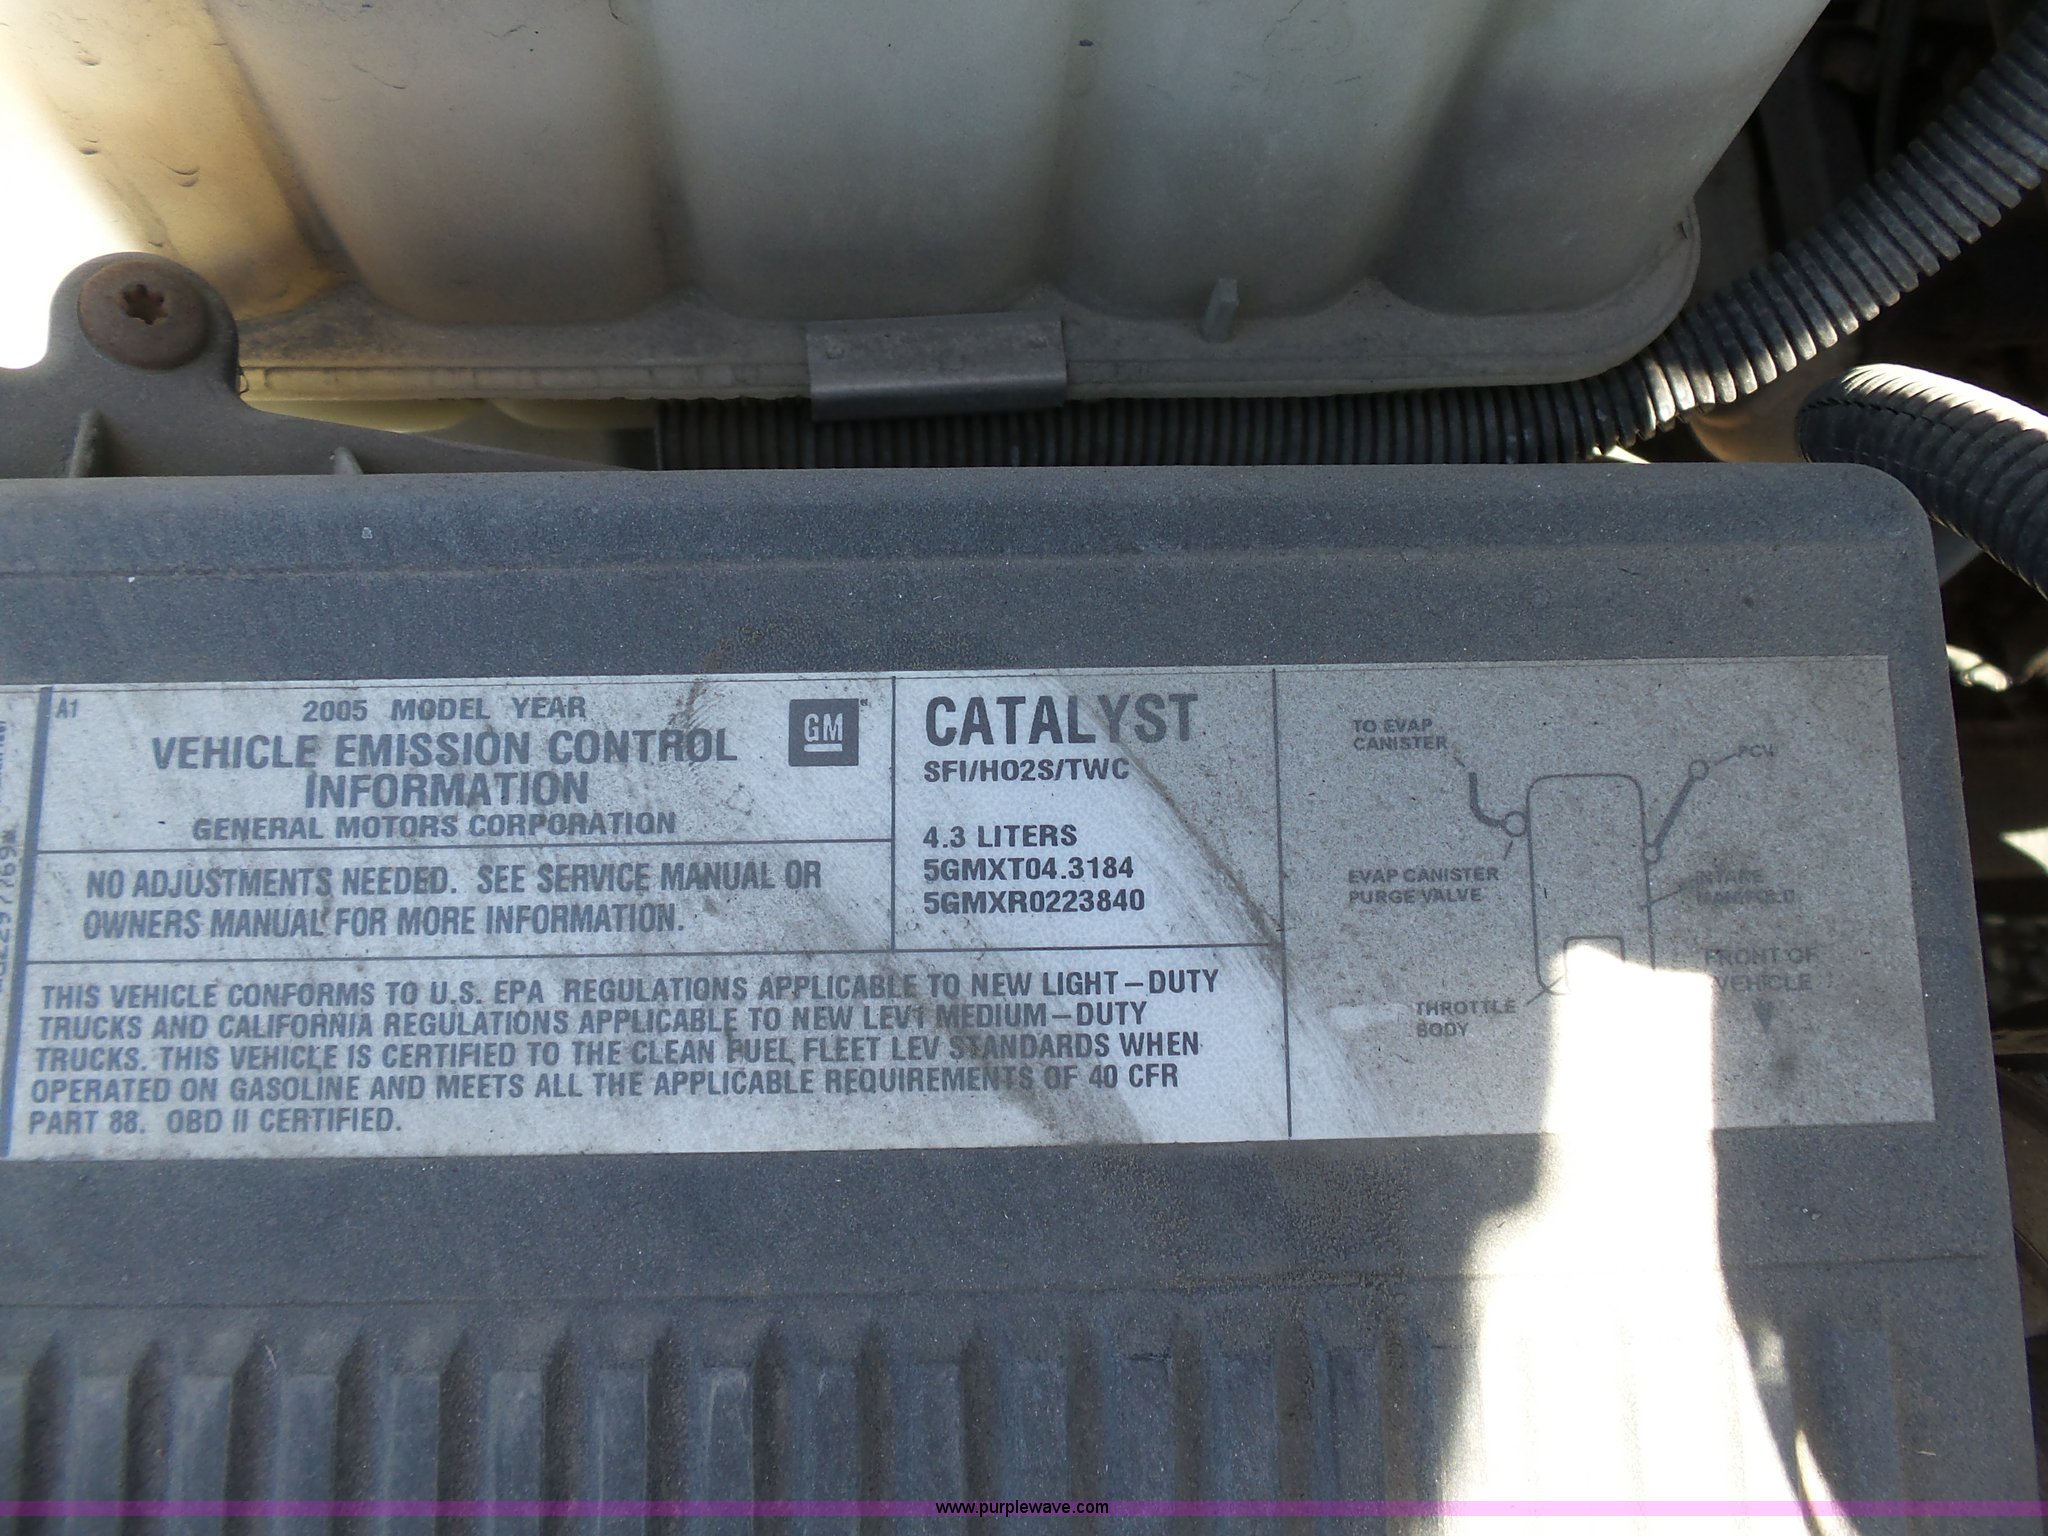 A1
2005 MODEL YEAR
VEHICLE EMISSION CONTROL
INFORMATION
GENERAL MOTORS CORPORATION
GM
NO ADJUSTMENTS NEEDED. SEE SERVICE MANUAL OR
OWNERS MANUAL FOR MORE INFORMATION.
CATALYST
SFI/HO2S/TWC
4.3 LITERS
5GMXT04.3184
5GMXR0223840
THIS VEHICLE CONFORMS TO U.S. EPA REGULATIONS APPLICABLE TO NEW LIGHT-DUTY
TRUCKS AND CALIFORNIA REGULATIONS APPLICABLE TO NEW LEV1 MEDIUM-DUTY
TRUCKS. THIS VEHICLE IS CERTIFIED TO THE CLEAN FUEL FLEET LEV STANDARDS WHEN
OPERATED ON GASOLINE AND MEETS ALL THE APPLICABLE REQUIREMENTS OF 40 CFR
PART 88. OBD II CERTIFIED.
TO EVAP
CANISTER
PCV
EVAP CANISTER
PURGE VALVE
INTAKE
MANIFOLD
THROTTLE
BODY
FRONT OF
VEHICLE
www.purplewave.com